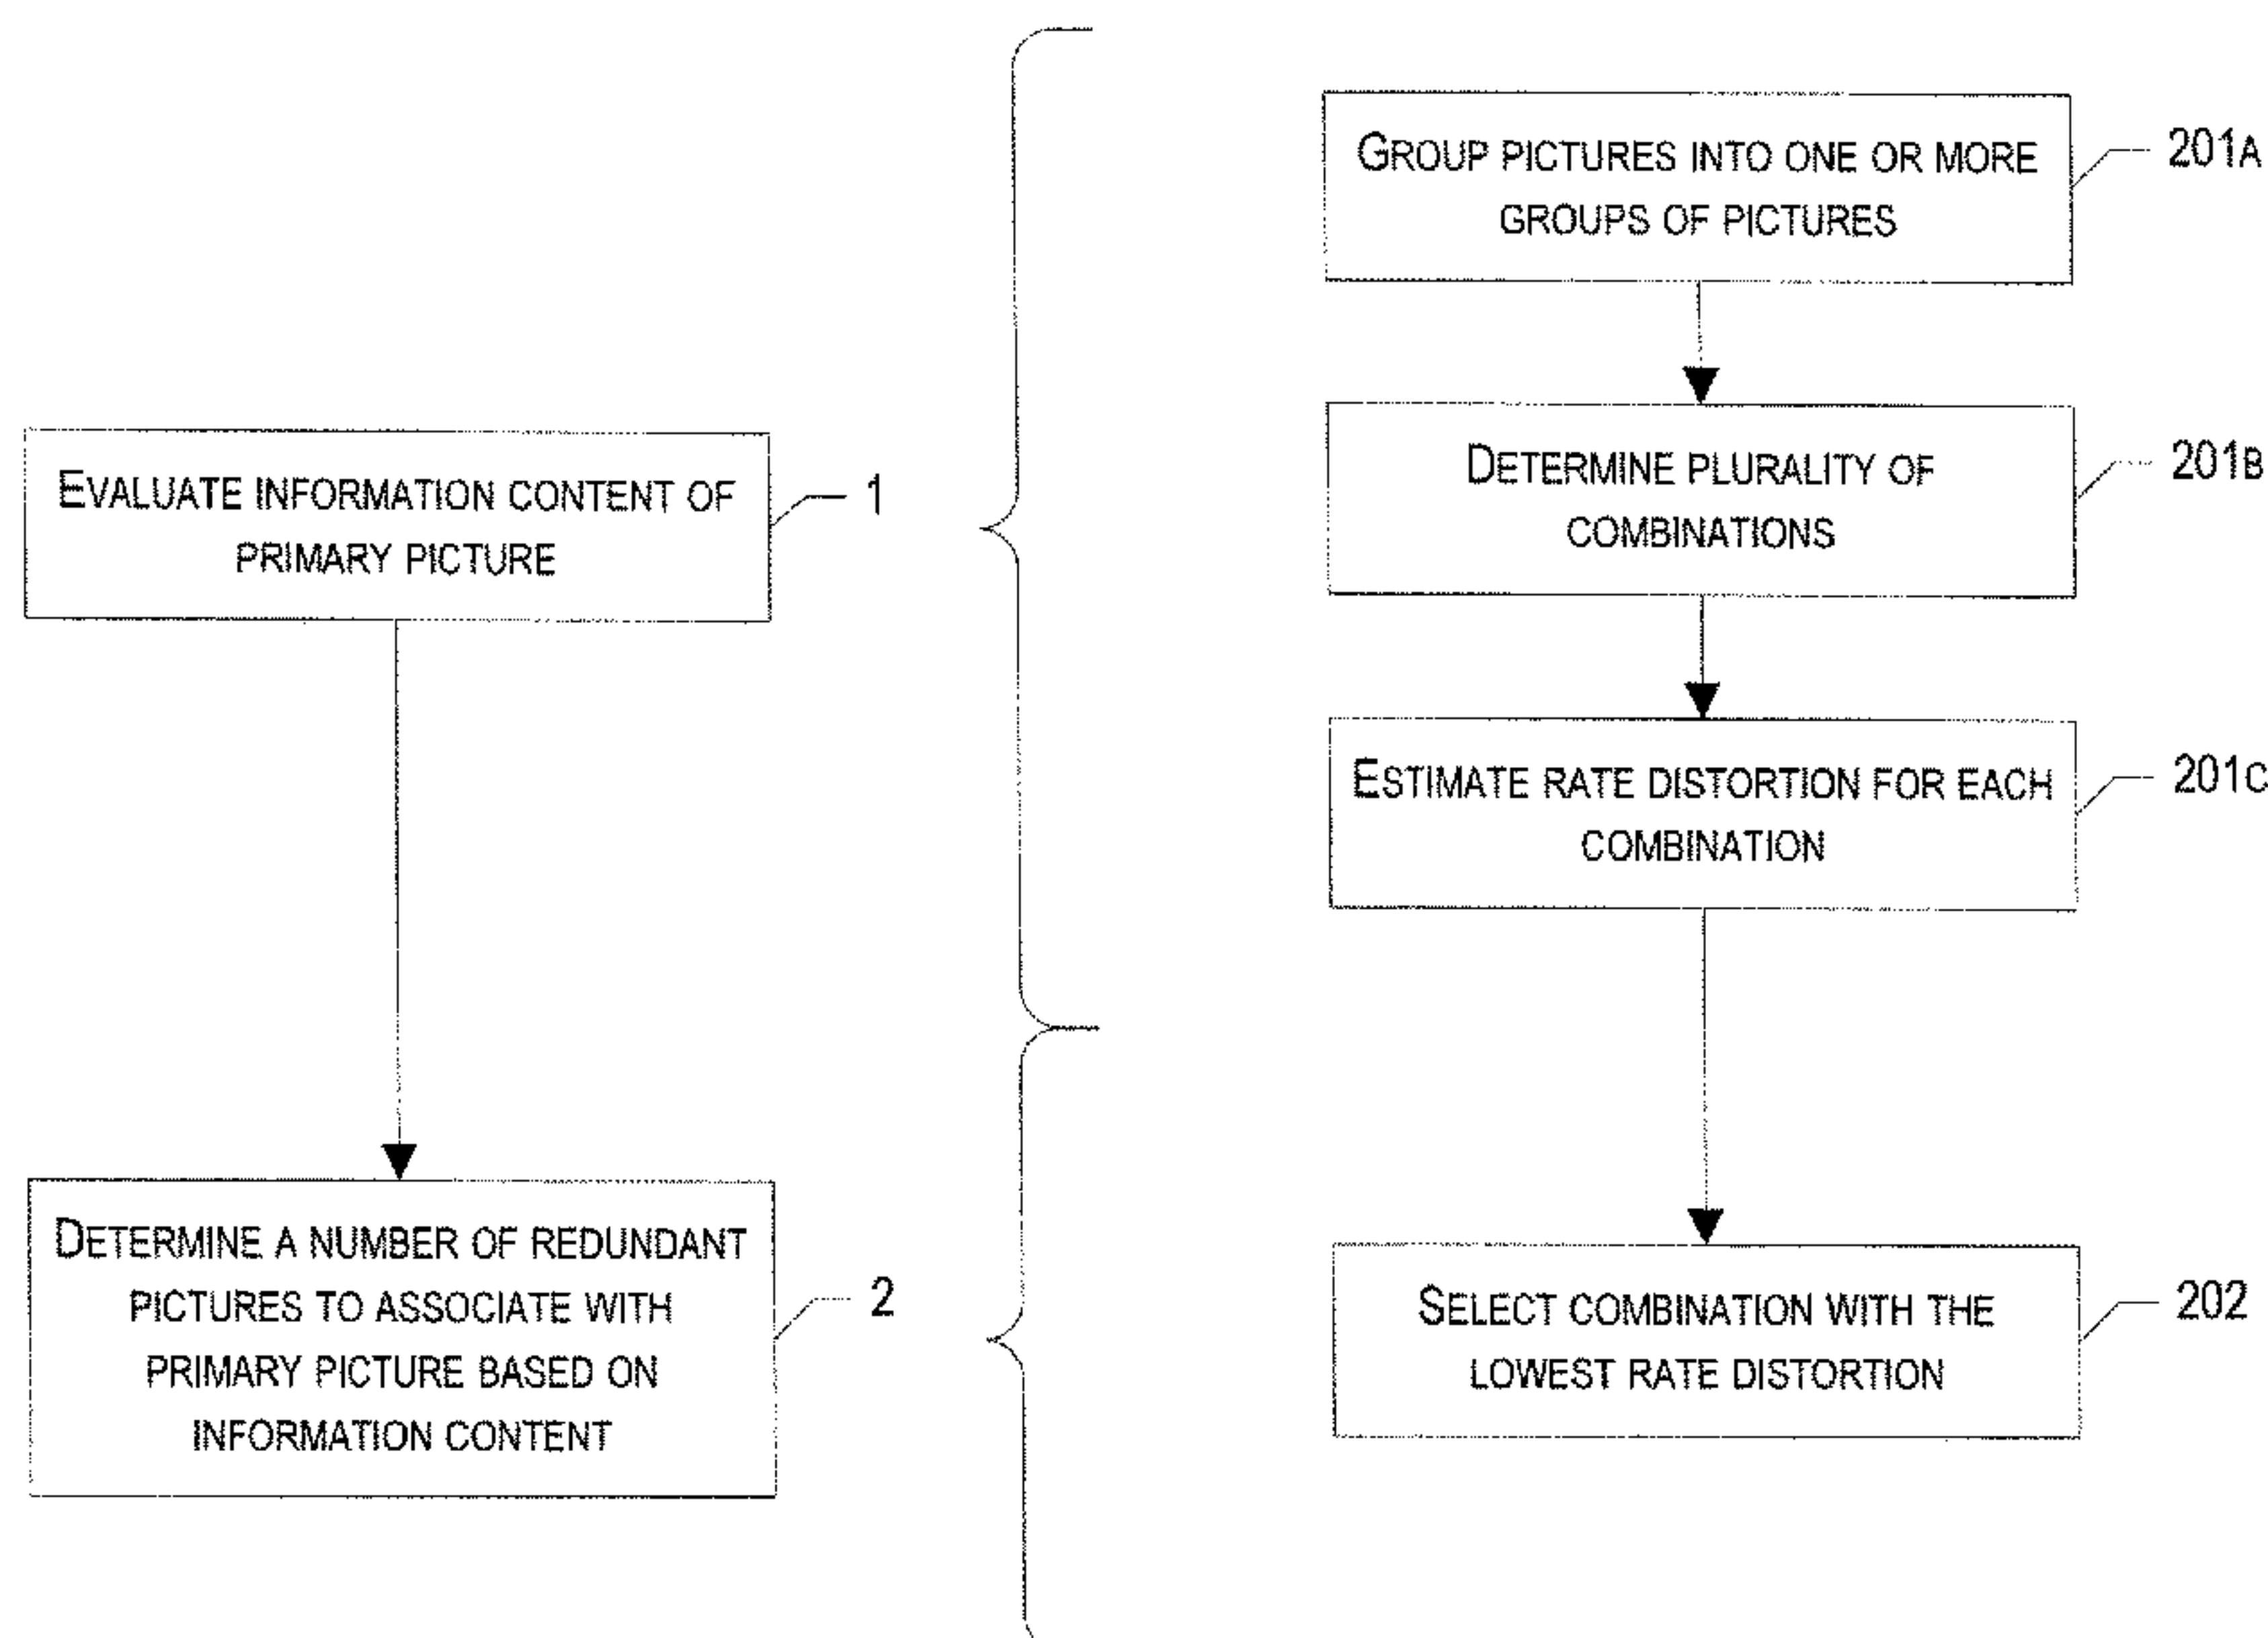 EVALUATE INFORMATION CONTENT OF
PRIMARY PICTURE
1
DETERMINE A NUMBER OF REDUNDANT
PICTURES TO ASSOCIATE WITH
PRIMARY PICTURE BASED ON
INFORMATION CONTENT
2
GROUP PICTURES INTO ONE OR MORE
GROUPS OF PICTURES
201A
DETERMINE PLURALITY OF
COMBINATIONS
201B
ESTIMATE RATE DISTORTION FOR EACH
COMBINATION
201C
SELECT COMBINATION WITH THE
LOWEST RATE DISTORTION
202